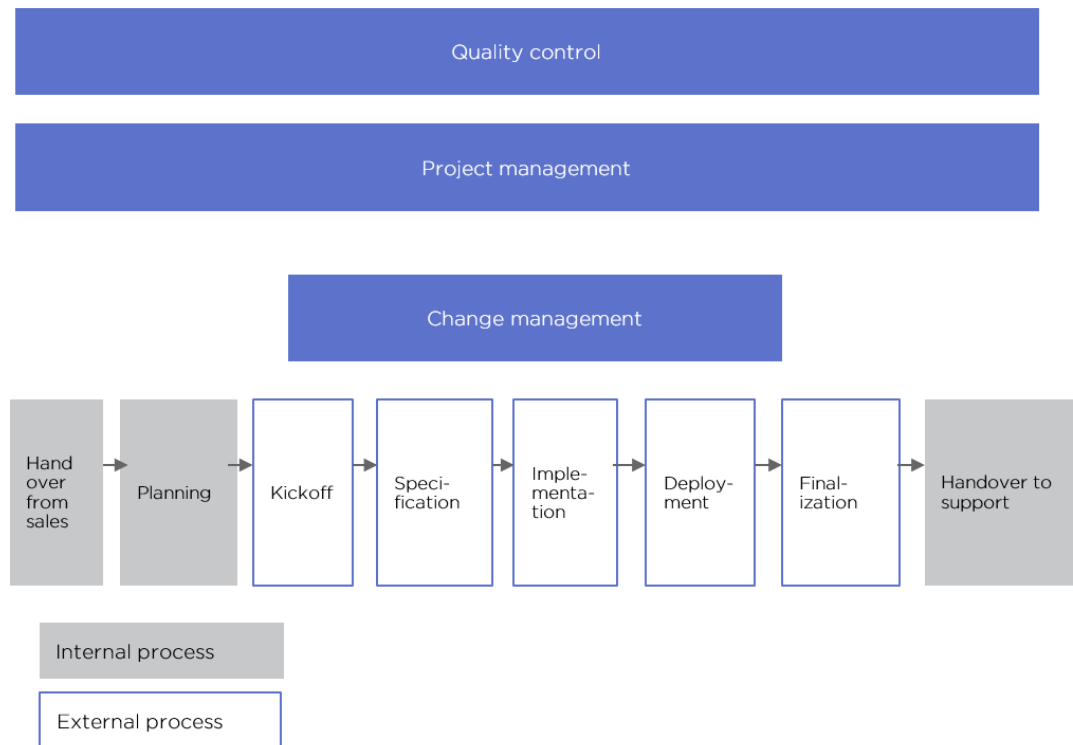 Quality control
Project management
Change management
Hand
over
from
sales
Planning
Kickoff
Speci-
fication
Imple-
menta-
tion
Deploy-
ment
Final-
ization
Handover to
support
Internal process
External process